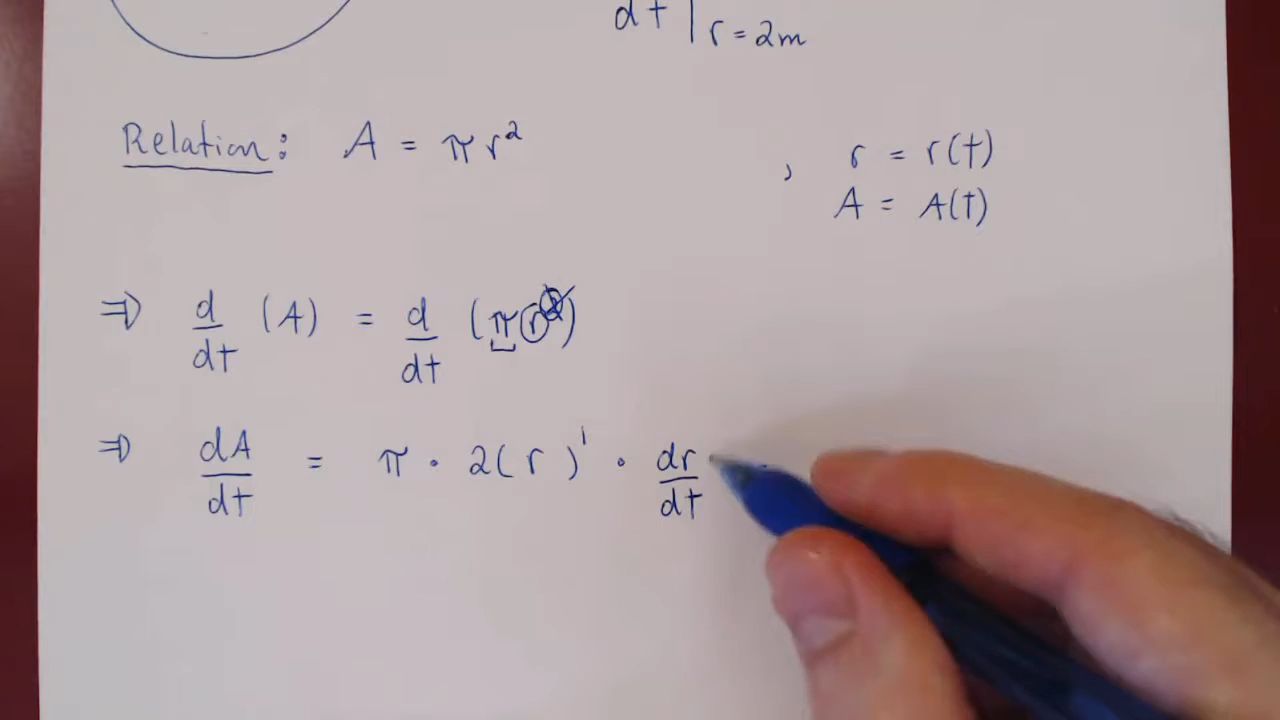 dt | r = 2m
Relation: A = πr²
, r = r(t)
A = A(t)
⇒ d/dt (A) = d/dt (πr²)
⇒ dA/dt = π · 2(r)¹ · dr/dt